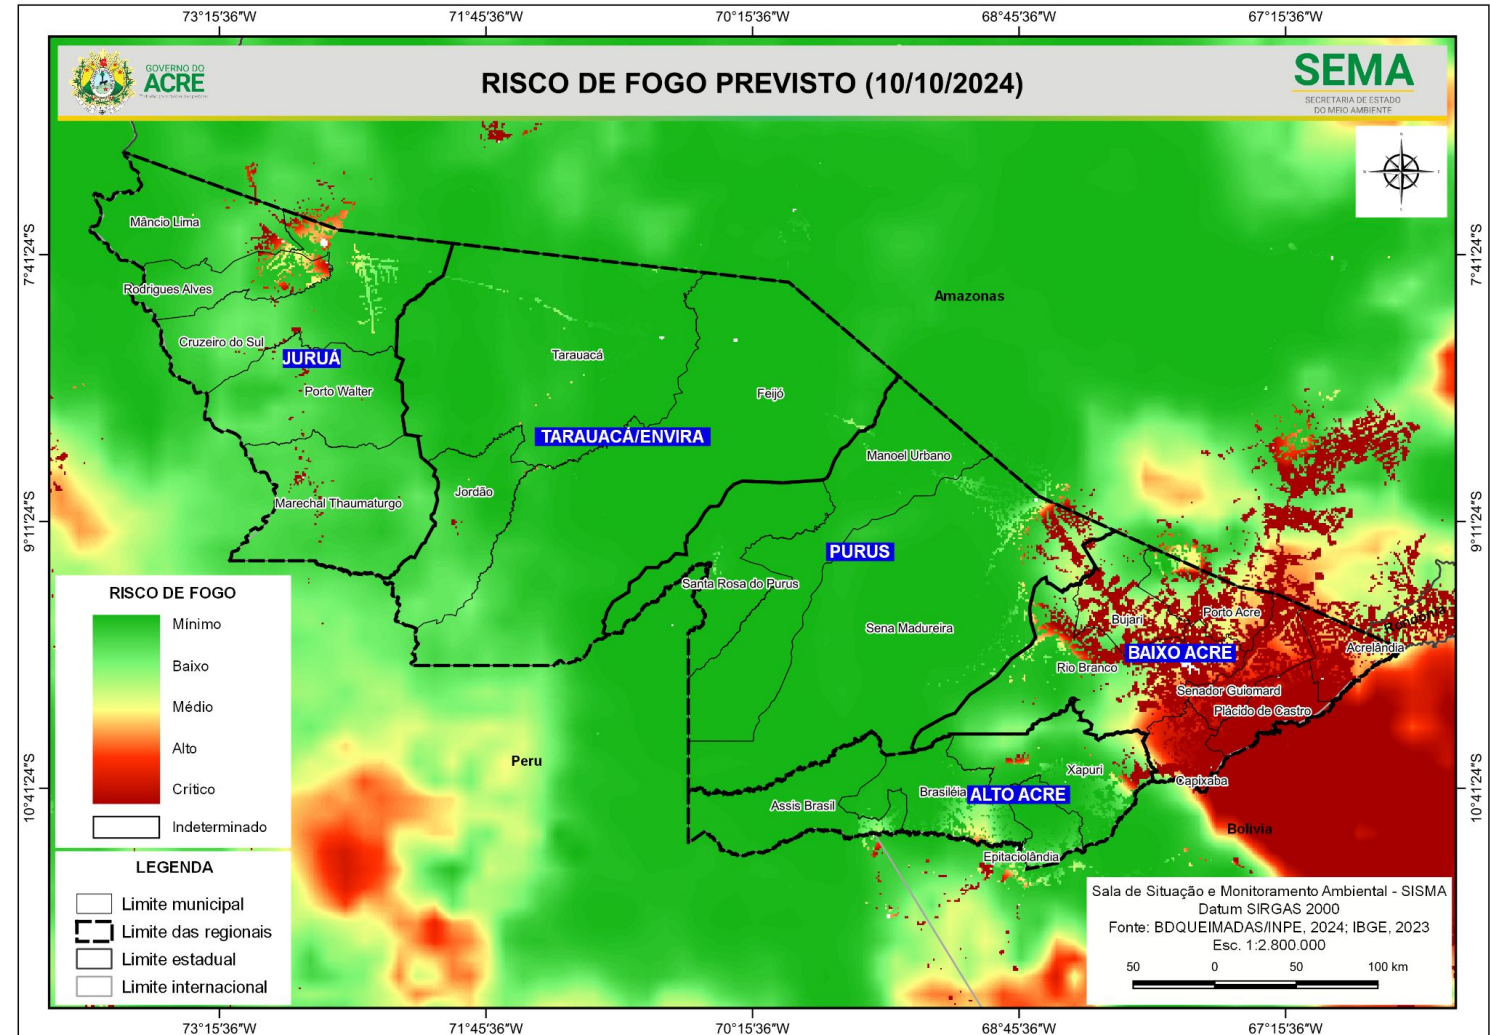 73°15'36"W 71°45'36"W 70°15'36"W 68°45'36"W 67°15'36"W
GOVERNO DO
ACRE
RISCO DE FOGO PREVISTO (10/10/2024)
SEMA
SECRETARIA DE ESTADO
DO MEIO AMBIENTE
N
Mâncio Lima
7°41'24"S
7°41'24"S
Rodrigues Alves
Amazonas
Cruzeiro do Sul
JURUÁ
Tarauacá
Porto Walter
Feijó
TARAUACÁ/ENVIRA
Manoel Urbano
Jordão
Marechal Thaumaturgo
9°11'24"S
9°11'24"S
PURUS
Santa Rosa do Purus
Sena Madureira
Bujari
Porto Acre
Rondônia
BAIXO ACRE
Acrelândia
Rio Branco
Senador Guiomard
Plácido de Castro
Peru
Xapuri
Capixaba
10°41'24"S
10°41'24"S
Assis Brasil
Brasiléia
ALTO ACRE
Bolivia
Epitaciolândia
RISCO DE FOGO
Mínimo
Baixo
Médio
Alto
Crítico
Indeterminado
LEGENDA
Limite municipal
Limite das regionais
Limite estadual
Limite internacional
Sala de Situação e Monitoramento Ambiental - SISMA
Datum SIRGAS 2000
Fonte: BDQUEIMADAS/INPE, 2024; IBGE, 2023
Esc. 1:2.800.000
50 0 50 100 km
73°15'36"W 71°45'36"W 70°15'36"W 68°45'36"W 67°15'36"W